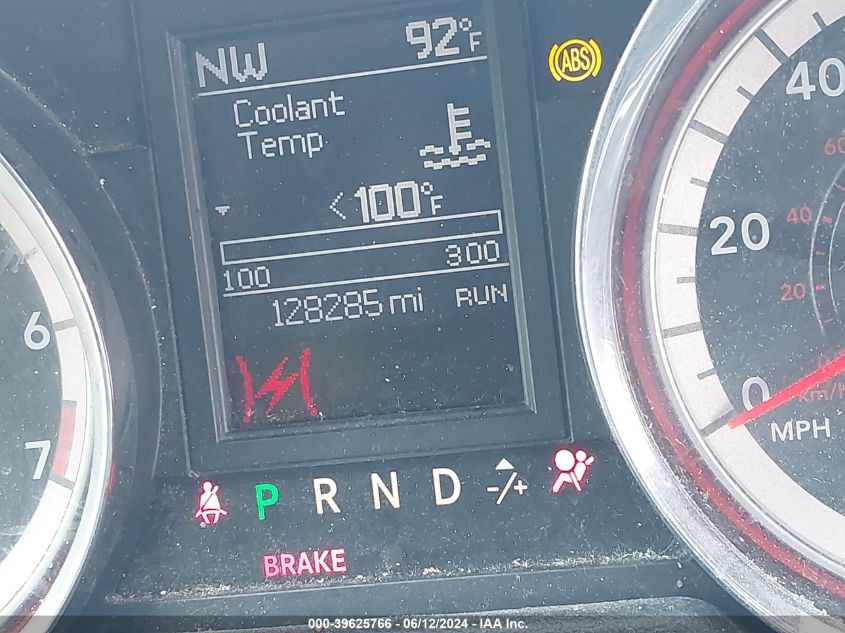 NW 92°F
ABS
Coolant
Temp
<100°F
100 300
128285 mi RUN
6
7
40
20
0
MPH
60
40
20
km/h
P R N D -/+
BRAKE
000-39625766 - 06/12/2024 - IAA Inc.